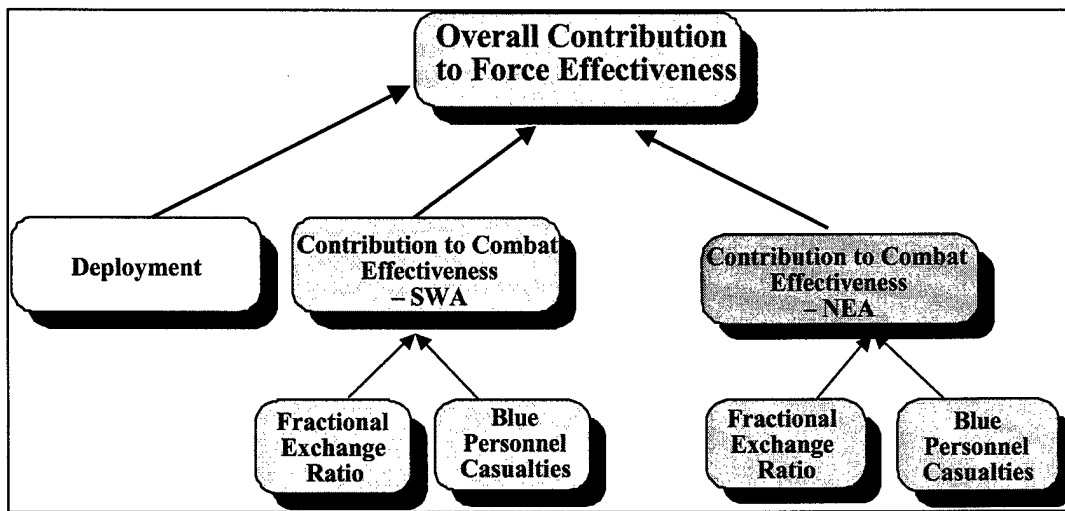 Overall Contribution
to Force Effectiveness
Deployment
Contribution to Combat
Effectiveness
– SWA
Contribution to Combat
Effectiveness
– NEA
Fractional
Exchange
Ratio
Blue
Personnel
Casualties
Fractional
Exchange
Ratio
Blue
Personnel
Casualties